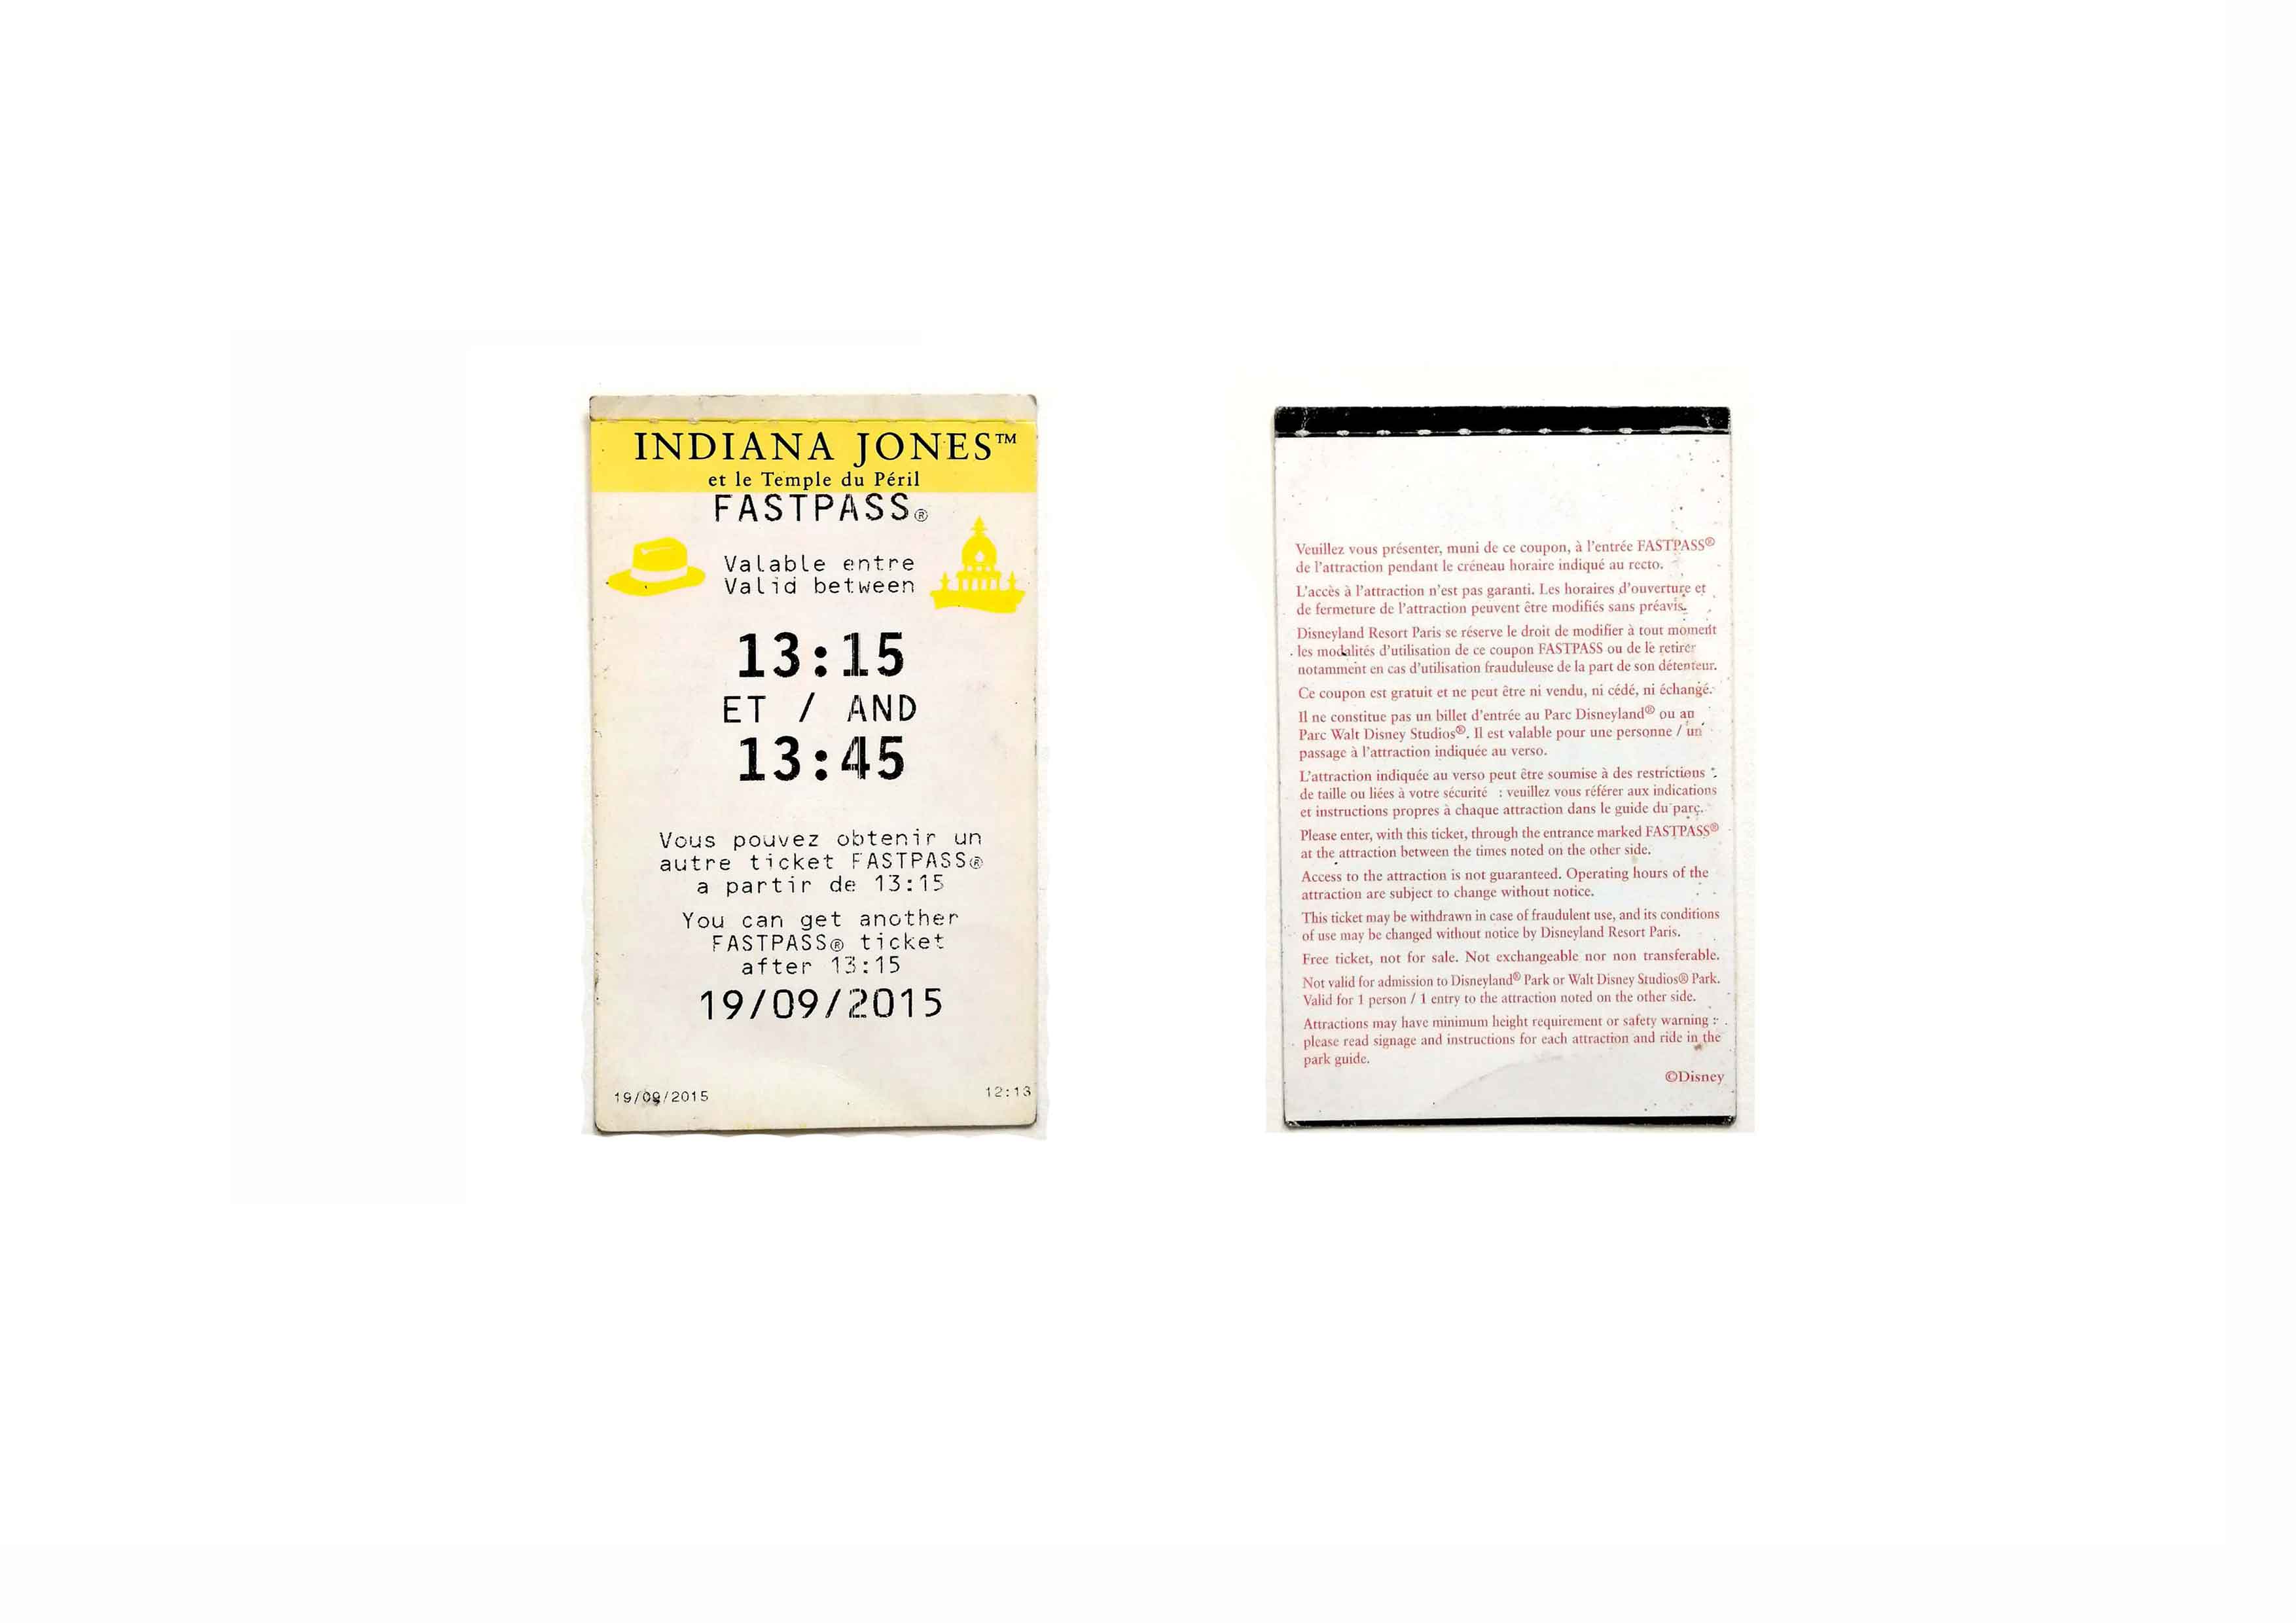 INDIANA JONES™
et le Temple du Péril
FASTPASS®
Valable entre
Valid between
13:15
ET / AND
13:45
Vous pouvez obtenir un
autre ticket FASTPASS®
a partir de 13:15
You can get another
FASTPASS® ticket
after 13:15
19/09/2015
19/09/2015 12:13
Veuillez vous présenter, muni de ce coupon, à l'entrée FASTPASS®
de l'attraction pendant le créneau horaire indiqué au recto.
L'accès à l'attraction n'est pas garanti. Les horaires d'ouverture et
de fermeture de l'attraction peuvent être modifiés sans préavis.
Disneyland Resort Paris se réserve le droit de modifier à tout moment
les modalités d'utilisation de ce coupon FASTPASS ou de le retirer
notamment en cas d'utilisation frauduleuse de la part de son détenteur.
Ce coupon est gratuit et ne peut être ni vendu, ni cédé, ni échangé.
Il ne constitue pas un billet d'entrée au Parc Disneyland® ou au
Parc Walt Disney Studios®. Il est valable pour une personne / un
passage à l'attraction indiquée au verso.
L'attraction indiquée au verso peut être soumise à des restrictions
de taille ou liées à votre sécurité : veuillez vous référer aux indications
et instructions propres à chaque attraction dans le guide du parc.
Please enter, with this ticket, through the entrance marked FASTPASS®
at the attraction between the times noted on the other side.
Access to the attraction is not guaranteed. Operating hours of the
attraction are subject to change without notice.
This ticket may be withdrawn in case of fraudulent use, and its conditions
of use may be changed without notice by Disneyland Resort Paris.
Free ticket, not for sale. Not exchangeable nor non transferable.
Not valid for admission to Disneyland® Park or Walt Disney Studios® Park.
Valid for 1 person / 1 entry to the attraction noted on the other side.
Attractions may have minimum height requirement or safety warning :
please read signage and instructions for each attraction and ride in the
park guide.
©Disney